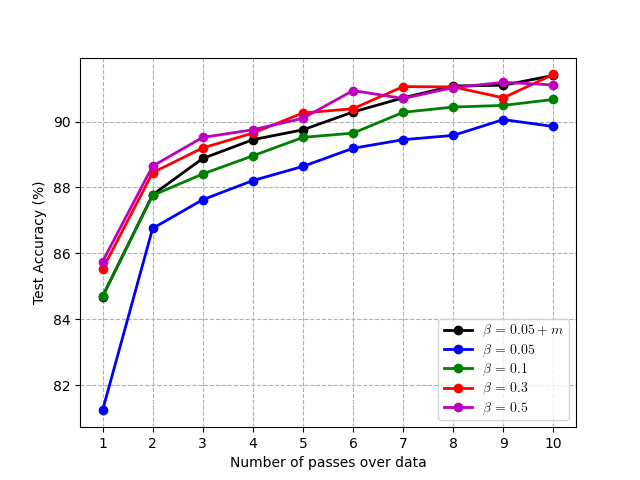 90
88
86
84
82
1 2 3 4 5 6 7 8 9 10
Test Accuracy (%)
Number of passes over data
β = 0.05 + m
β = 0.05
β = 0.1
β = 0.3
β = 0.5